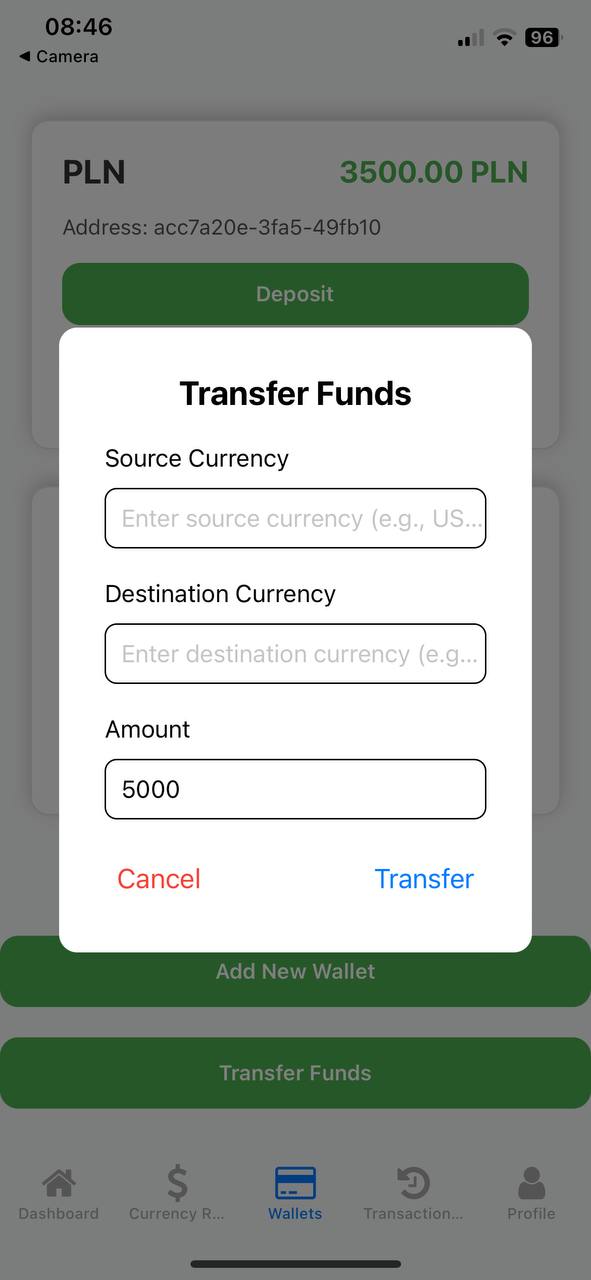 08:46
96
◀ Camera
PLN
3500.00 PLN
Address: acc7a20e-3fa5-49fb10
Deposit
Transfer Funds
Source Currency
Enter source currency (e.g., US...
Destination Currency
Enter destination currency (e.g...
Amount
5000
Cancel
Transfer
Add New Wallet
Transfer Funds
Dashboard
Currency R...
Wallets
Transaction...
Profile